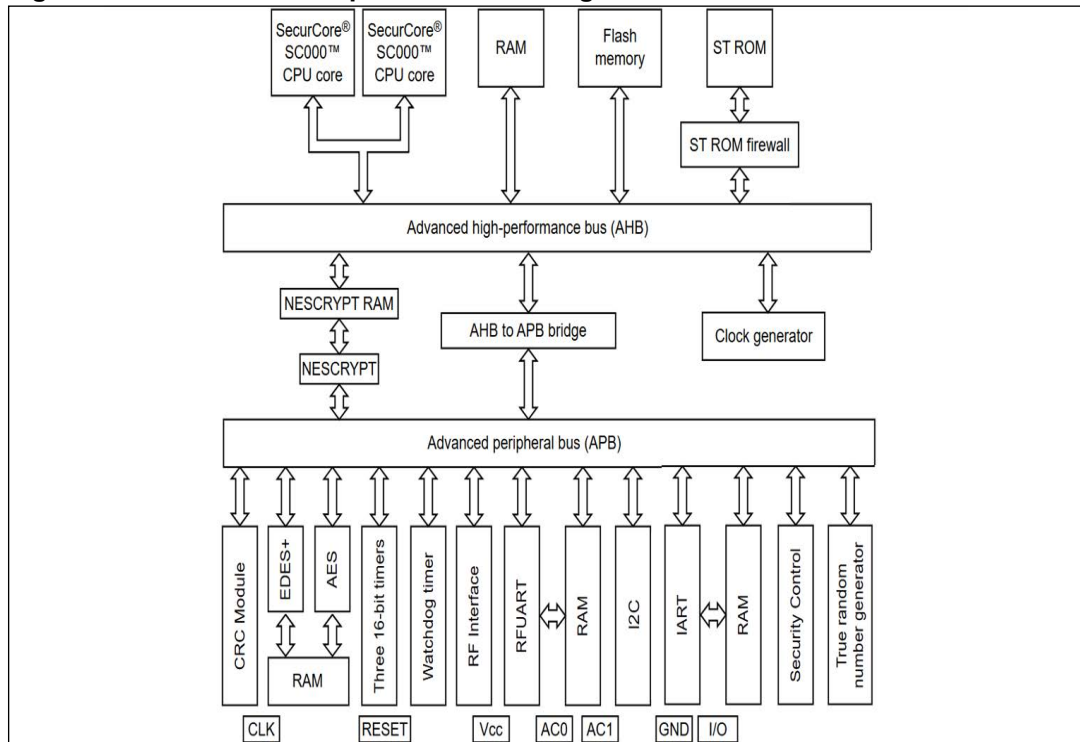 SecurCore®
SC000™
CPU core
SecurCore®
SC000™
CPU core
RAM
Flash
memory
ST ROM
ST ROM firewall
Advanced high-performance bus (AHB)
NESCRYPT RAM
AHB to APB bridge
Clock generator
NESCRYPT
Advanced peripheral bus (APB)
CRC Module
EDES+
AES
RAM
Three 16-bit timers
Watchdog timer
RF Interface
RFUART
RAM
I2C
IART
RAM
Security Control
True random
number generator
CLK
RESET
Vcc
AC0
AC1
GND
I/O